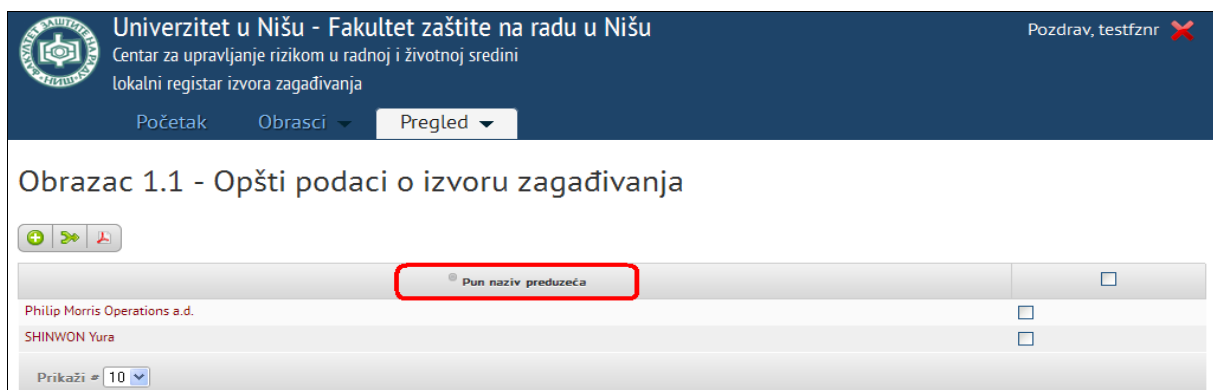 Univerzitet u Nišu - Fakultet zaštite na radu u Nišu
Pozdrav, testfznr
Centar za upravljanje rizikom u radnoj i životnoj sredini
lokalni registar izvora zagađivanja
Početak Obrasci Pregled
Obrazac 1.1 - Opšti podaci o izvoru zagađivanja
Pun naziv preduzeća
Philip Morris Operations a.d.
SHINWON Yura
Prikaži # 10